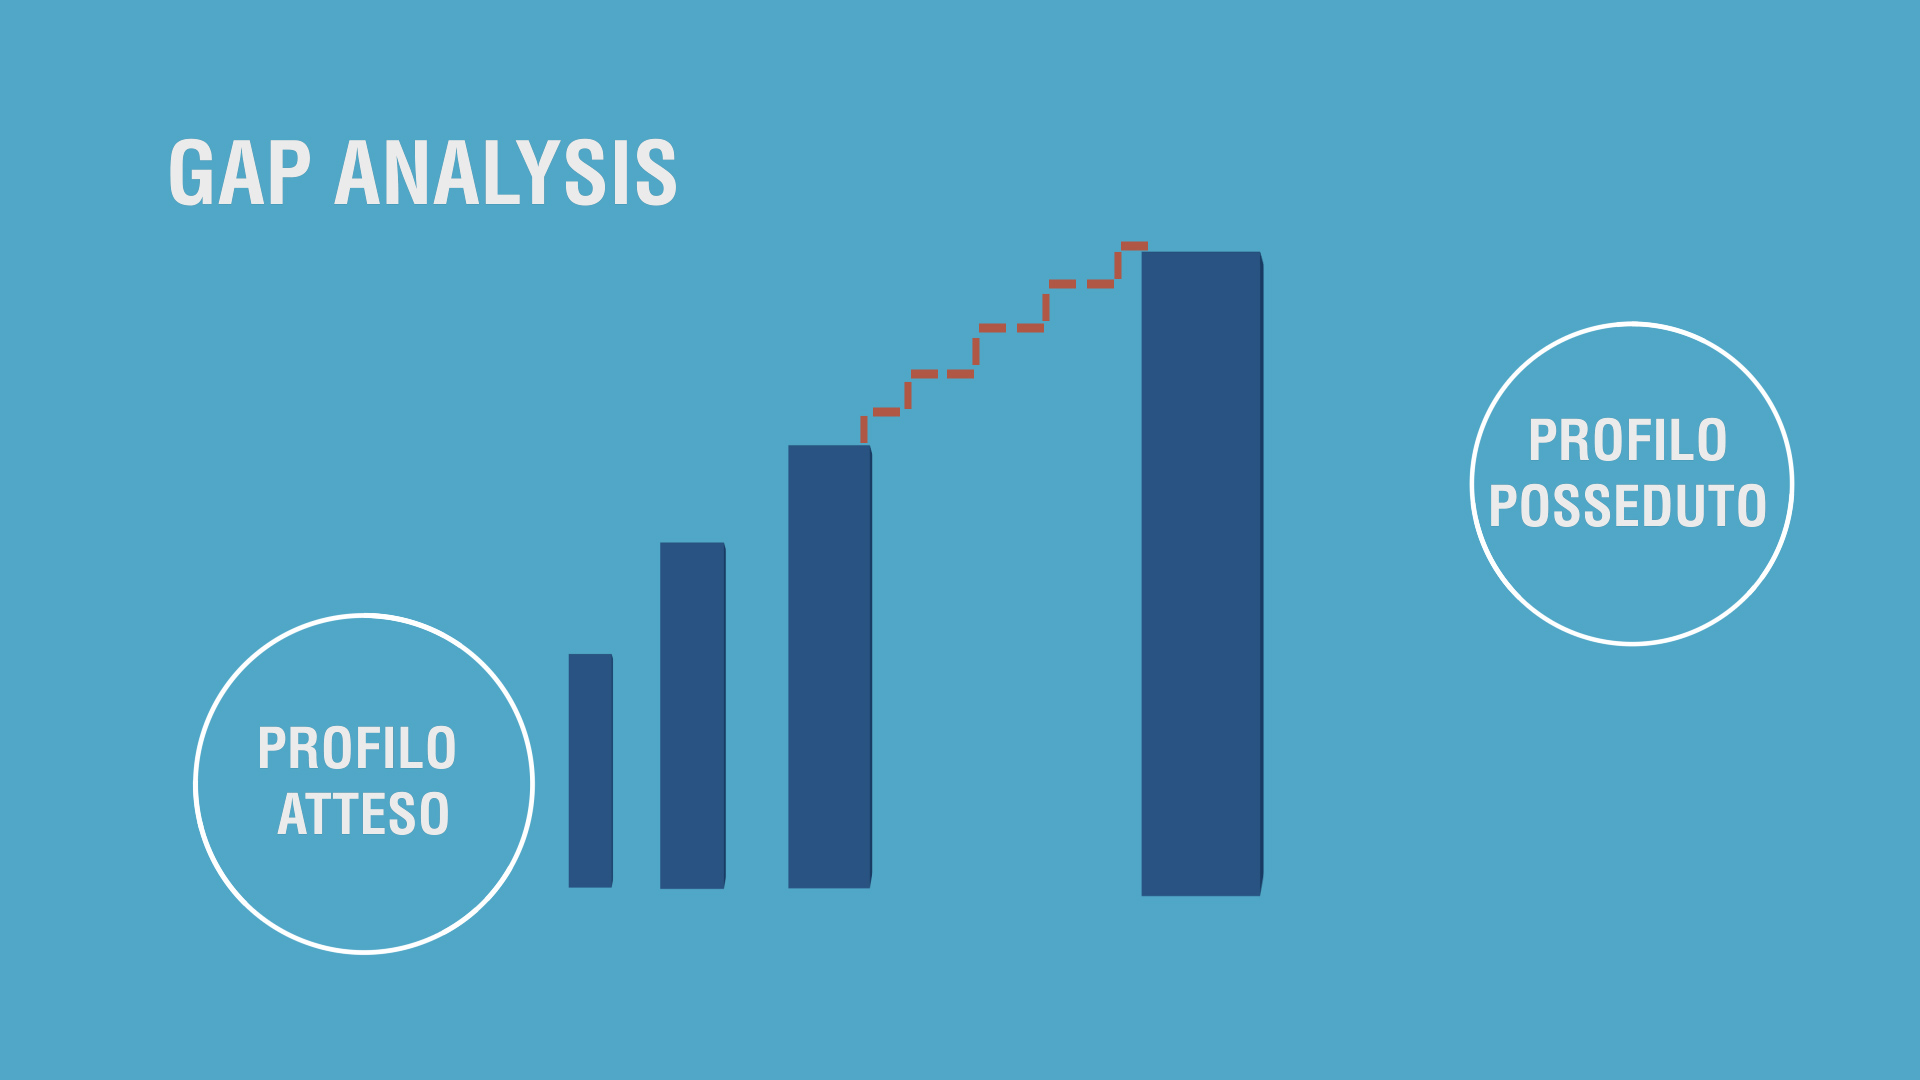 GAP ANALYSIS
PROFILO
POSSEDUTO
PROFILO
ATTESO